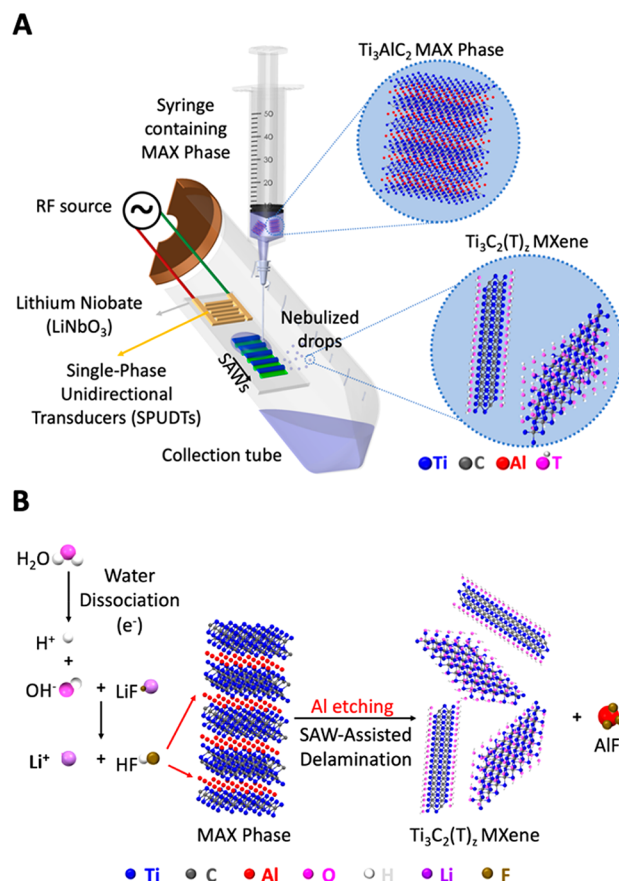 A
Ti₃AlC₂ MAX Phase
Syringe
containing
MAX Phase
50
40
30
20
10
RF source
~
Ti₃C₂(T)z MXene
Lithium Niobate
(LiNbO₃)
Nebulized
drops
SAWs
Single-Phase
Unidirectional
Transducers (SPUDTs)
Collection tube
Ti C Al T
B
H₂O
Water
Dissociation
(e⁻)
H⁺
+
OH⁻ + LiF
Al etching
SAW-Assisted
Delamination
+
AlF
Li⁺ + HF
MAX Phase
Ti₃C₂(T)z MXene
Ti C Al O H Li F